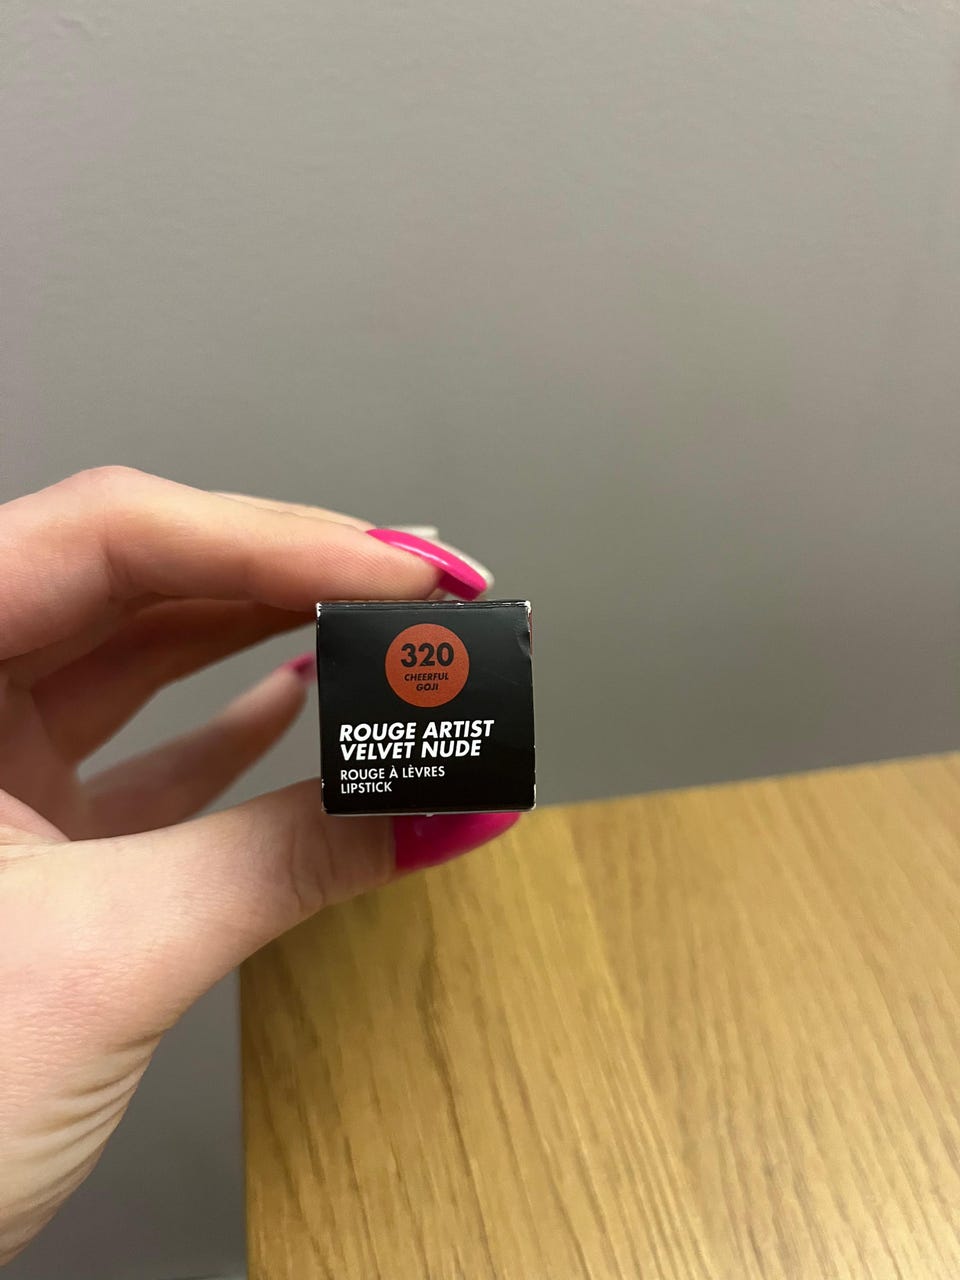 320
CHEERFUL
GOJI
ROUGE ARTIST
VELVET NUDE
ROUGE À LÈVRES
LIPSTICK